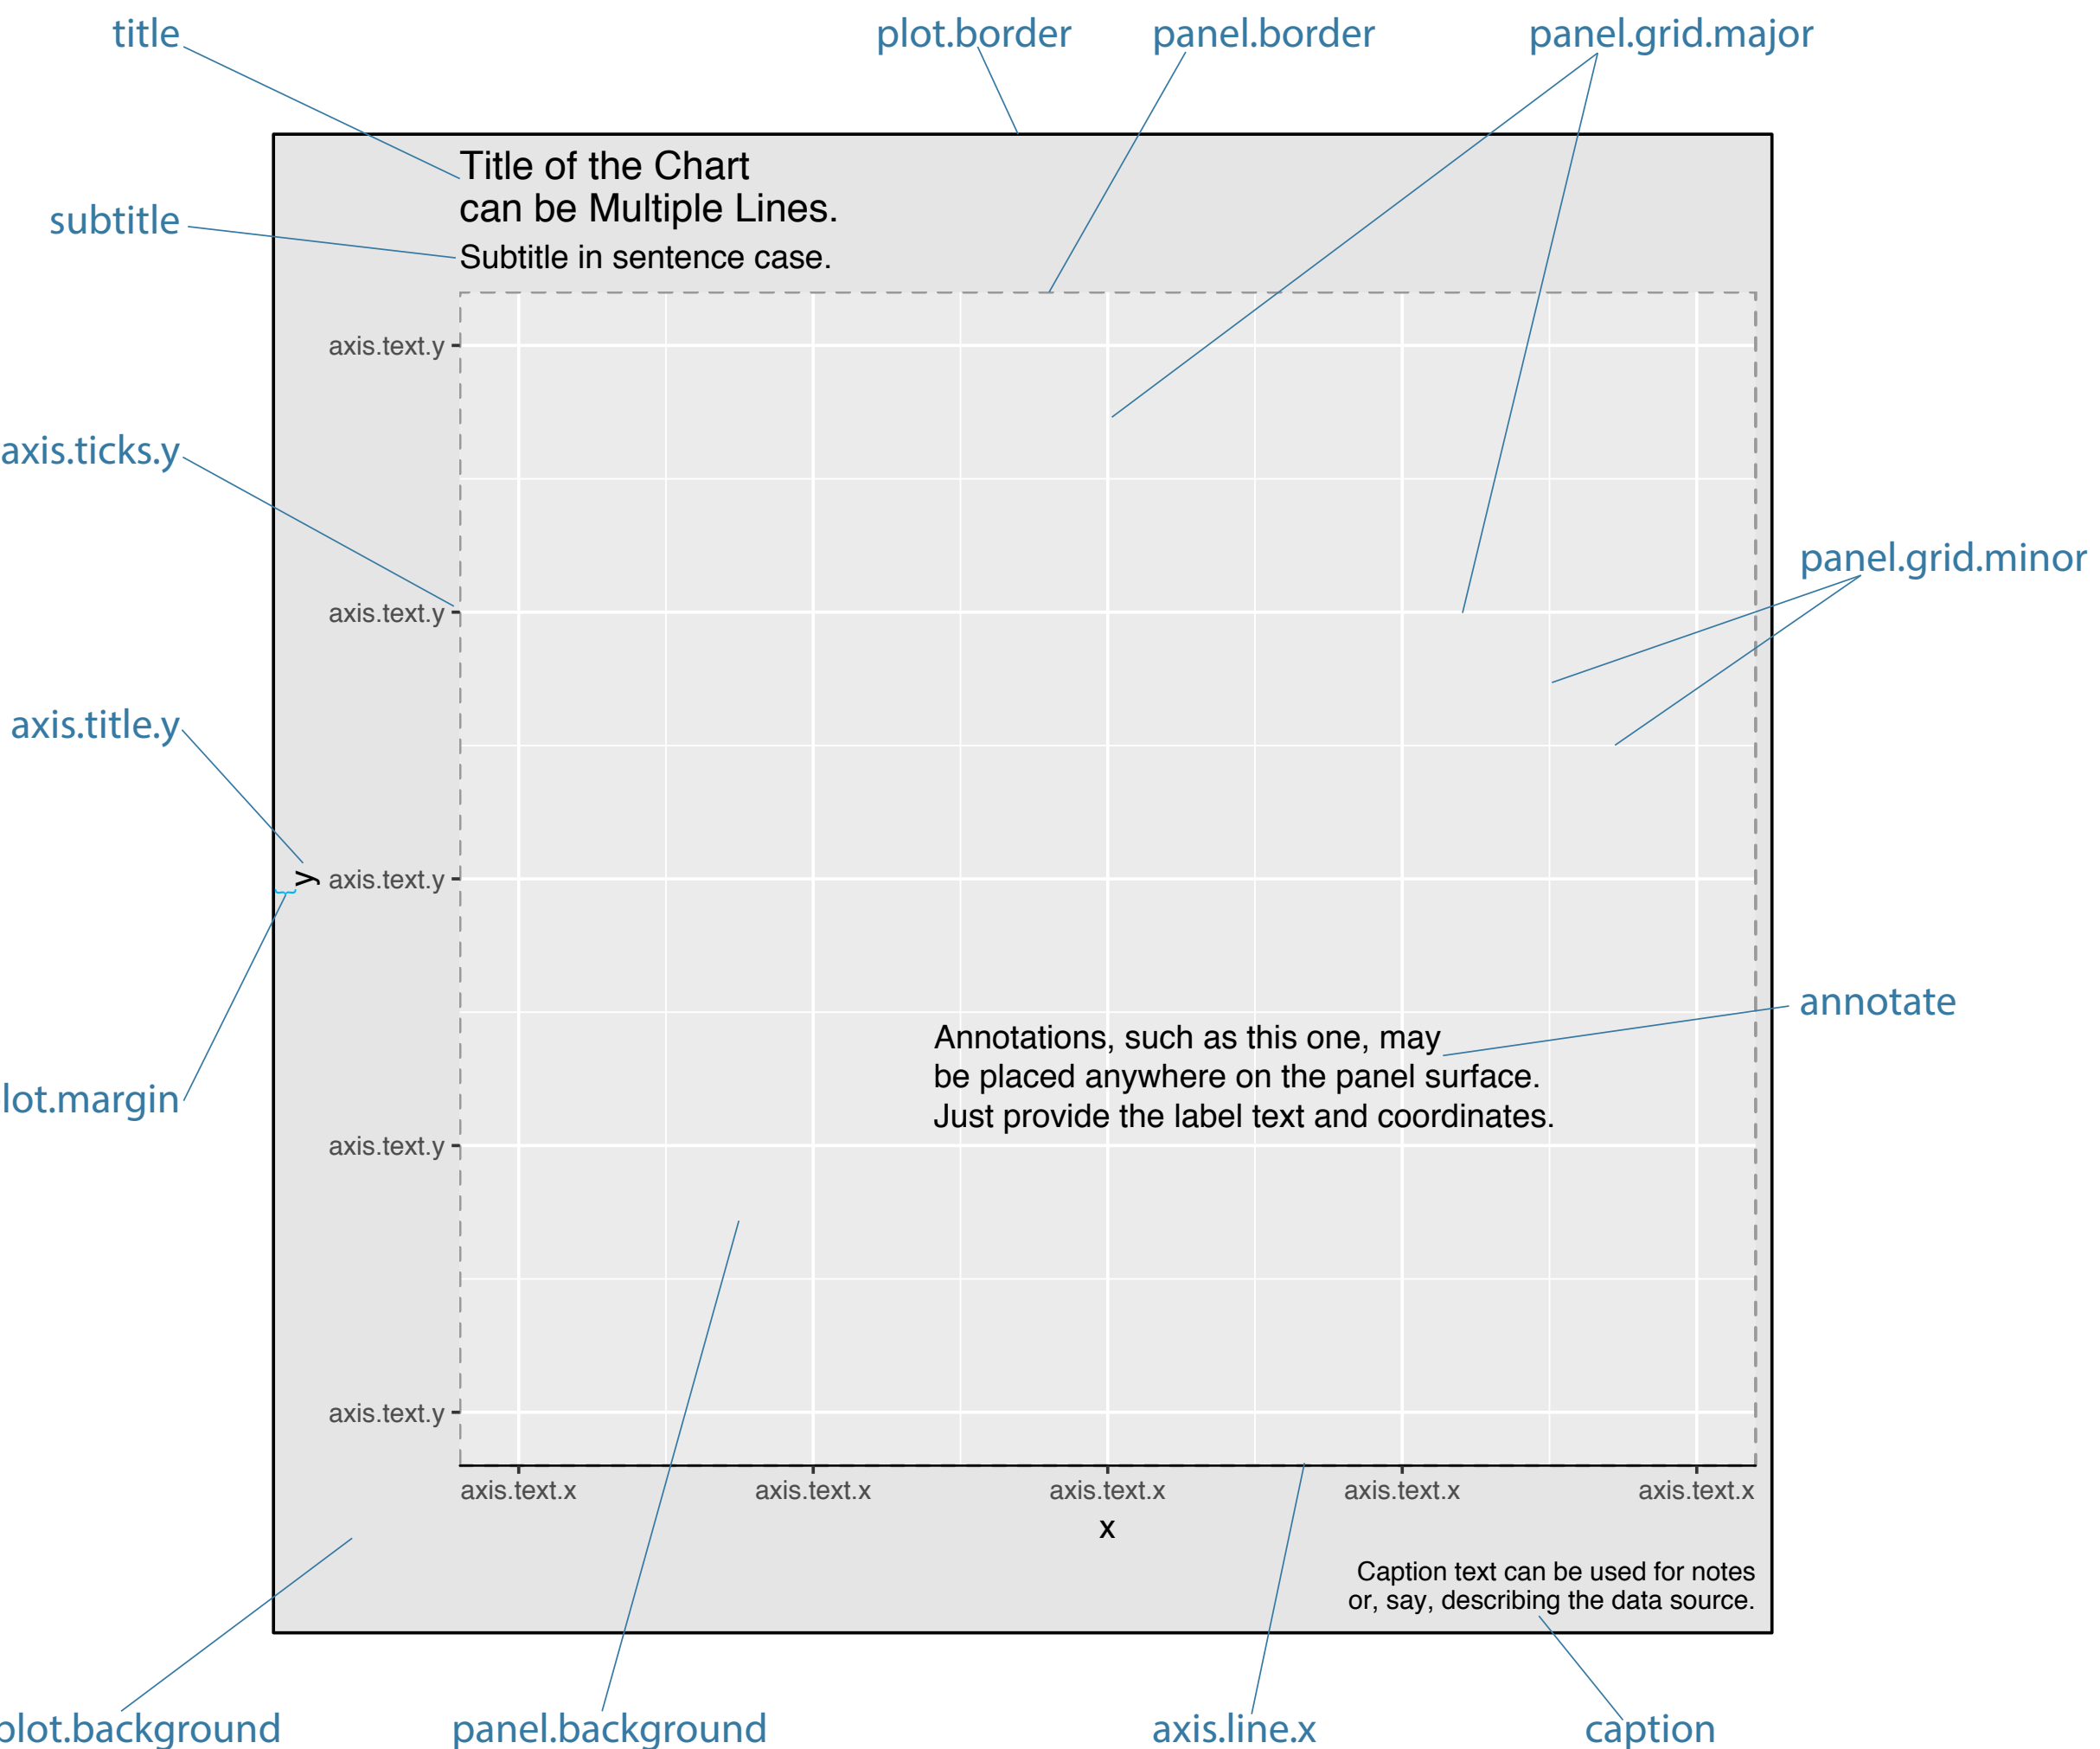 title
plot.border
panel.border
panel.grid.major
Title of the Chart
can be Multiple Lines.
subtitle
Subtitle in sentence case.
axis.text.y
axis.ticks.y
panel.grid.minor
axis.text.y
axis.title.y
y
axis.text.y
annotate
Annotations, such as this one, may
be placed anywhere on the panel surface.
Just provide the label text and coordinates.
lot.margin
axis.text.y
axis.text.y
axis.text.x axis.text.x axis.text.x axis.text.x axis.text.x
x
Caption text can be used for notes
or, say, describing the data source.
plot.background
panel.background
axis.line.x
caption